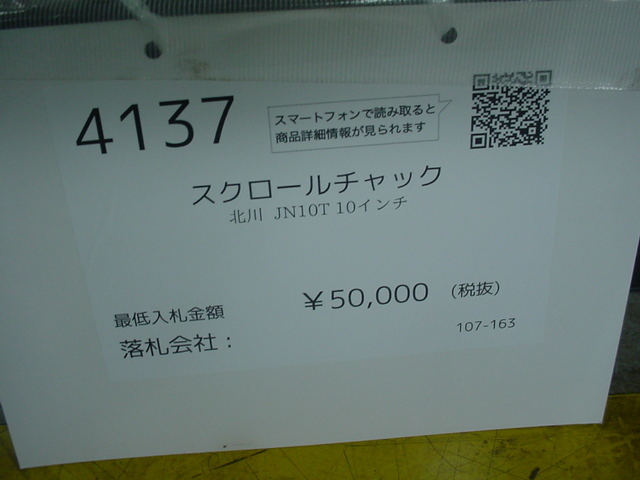 4137
スマートフォンで読み取ると
商品詳細情報が見られます
スクロールチャック
北川 JN10T 10インチ
最低入札金額 ￥50,000 (税抜)
落札会社：
107-163